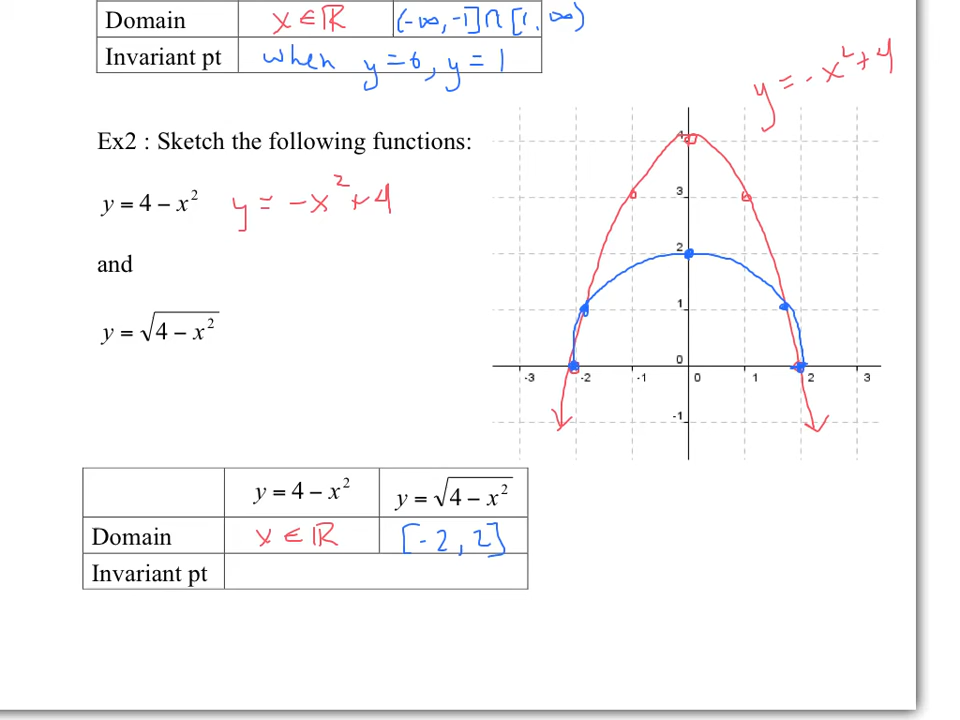 Domain x ∈ ℝ (-∞, -1] ∩ [1, ∞)
Invariant pt when y = 6, y = 1
y = -x² + 4
Ex2 : Sketch the following functions:
y = 4 − x² y = -x² + 4
and
y = √(4 − x²)
4
3
2
1
0
-3 -2 -1 0 1 2 3
-1
y = 4 − x² y = √(4 − x²)
Domain x ∈ ℝ [-2, 2]
Invariant pt